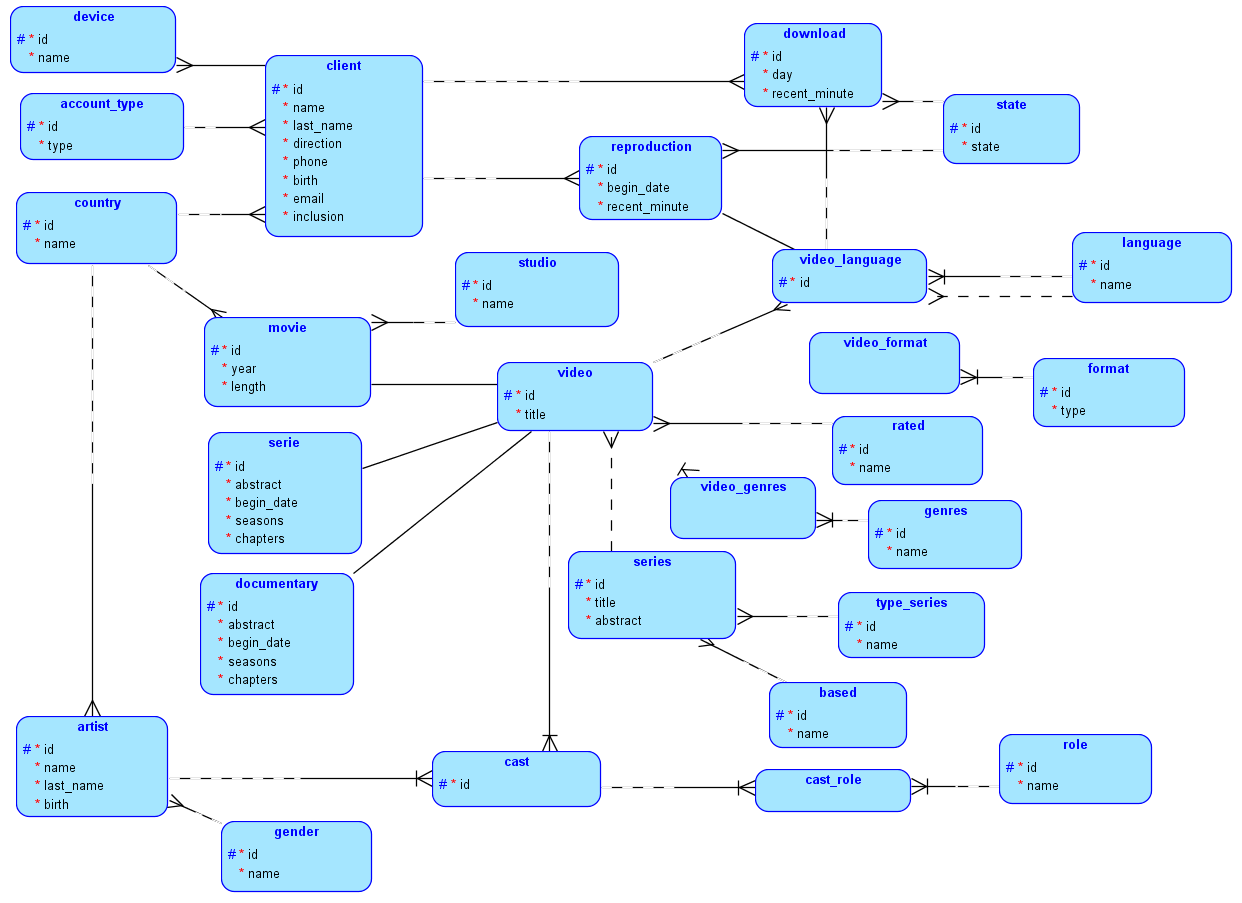 device
# * id
* name
account_type
# * id
* type
country
# * id
* name
client
# * id
* name
* last_name
* direction
* phone
* birth
* email
* inclusion
download
# * id
* day
* recent_minute
state
# * id
* state
reproduction
# * id
* begin_date
* recent_minute
studio
# * id
* name
video_language
# * id
language
# * id
* name
movie
# * id
* year
* length
video
# * id
* title
video_format
format
# * id
* type
rated
# * id
* name
serie
# * id
* abstract
* begin_date
* seasons
* chapters
video_genres
genres
# * id
* name
documentary
# * id
* abstract
* begin_date
* seasons
* chapters
series
# * id
* title
* abstract
type_series
# * id
* name
based
# * id
* name
artist
# * id
* name
* last_name
* birth
cast
# * id
cast_role
role
# * id
* name
gender
# * id
* name